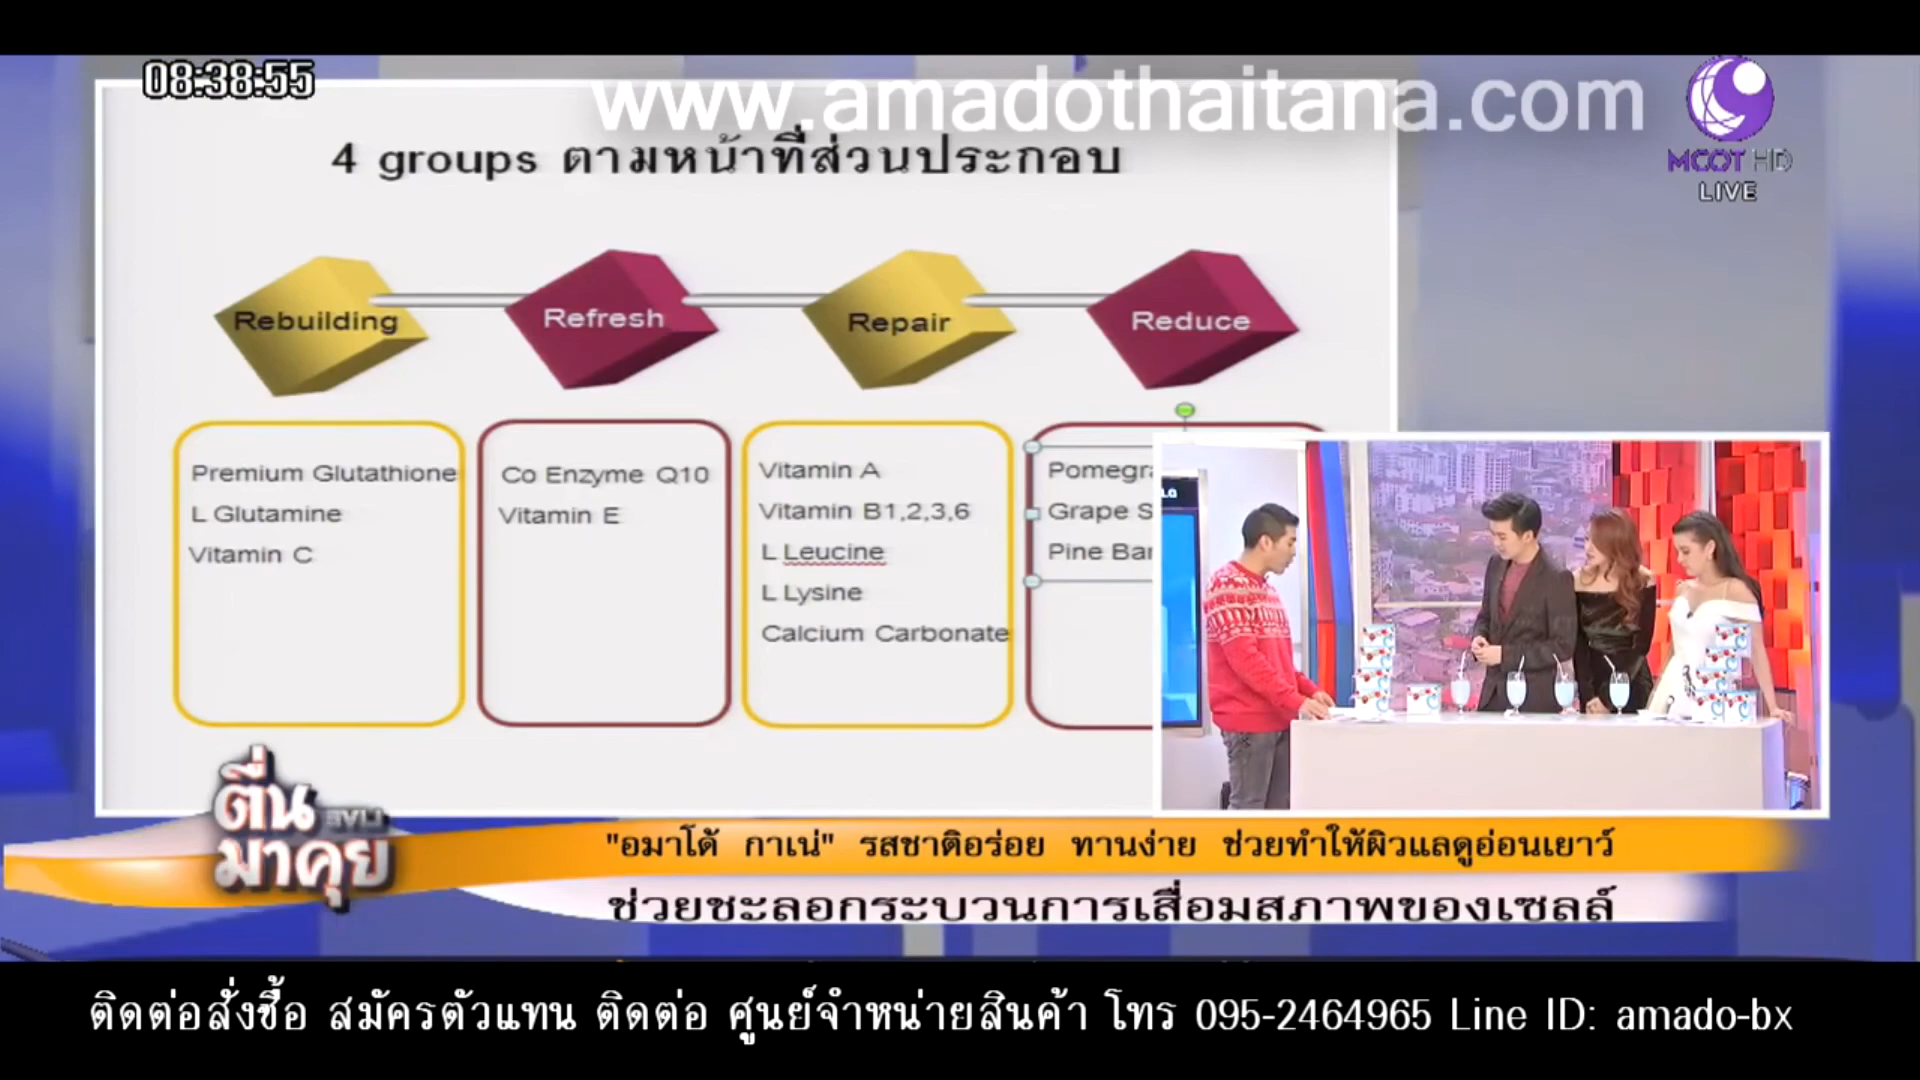 08:38:55
www.amadothaitana.com
MCOT HD
LIVE
4 groups ตามหน้าที่ส่วนประกอบ
Rebuilding
Refresh
Repair
Reduce
Premium Glutathione
L Glutamine
Vitamin C
Co Enzyme Q10
Vitamin E
Vitamin A
Vitamin B1,2,3,6
L Leucine
L Lysine
Calcium Carbonate
Pomegra
Grape S
Pine Bar
LG
ตื่น
มาคุย
"อมาโด้ กาเน่" รสชาติอร่อย ทานง่าย ช่วยทำให้ผิวแลดูอ่อนเยาว์
ช่วยชะลอกระบวนการเสื่อมสภาพของเซลล์
ติดต่อสั่งซื้อ สมัครตัวแทน ติดต่อ ศูนย์จำหน่ายสินค้า โทร 095-2464965 Line ID: amado-bx